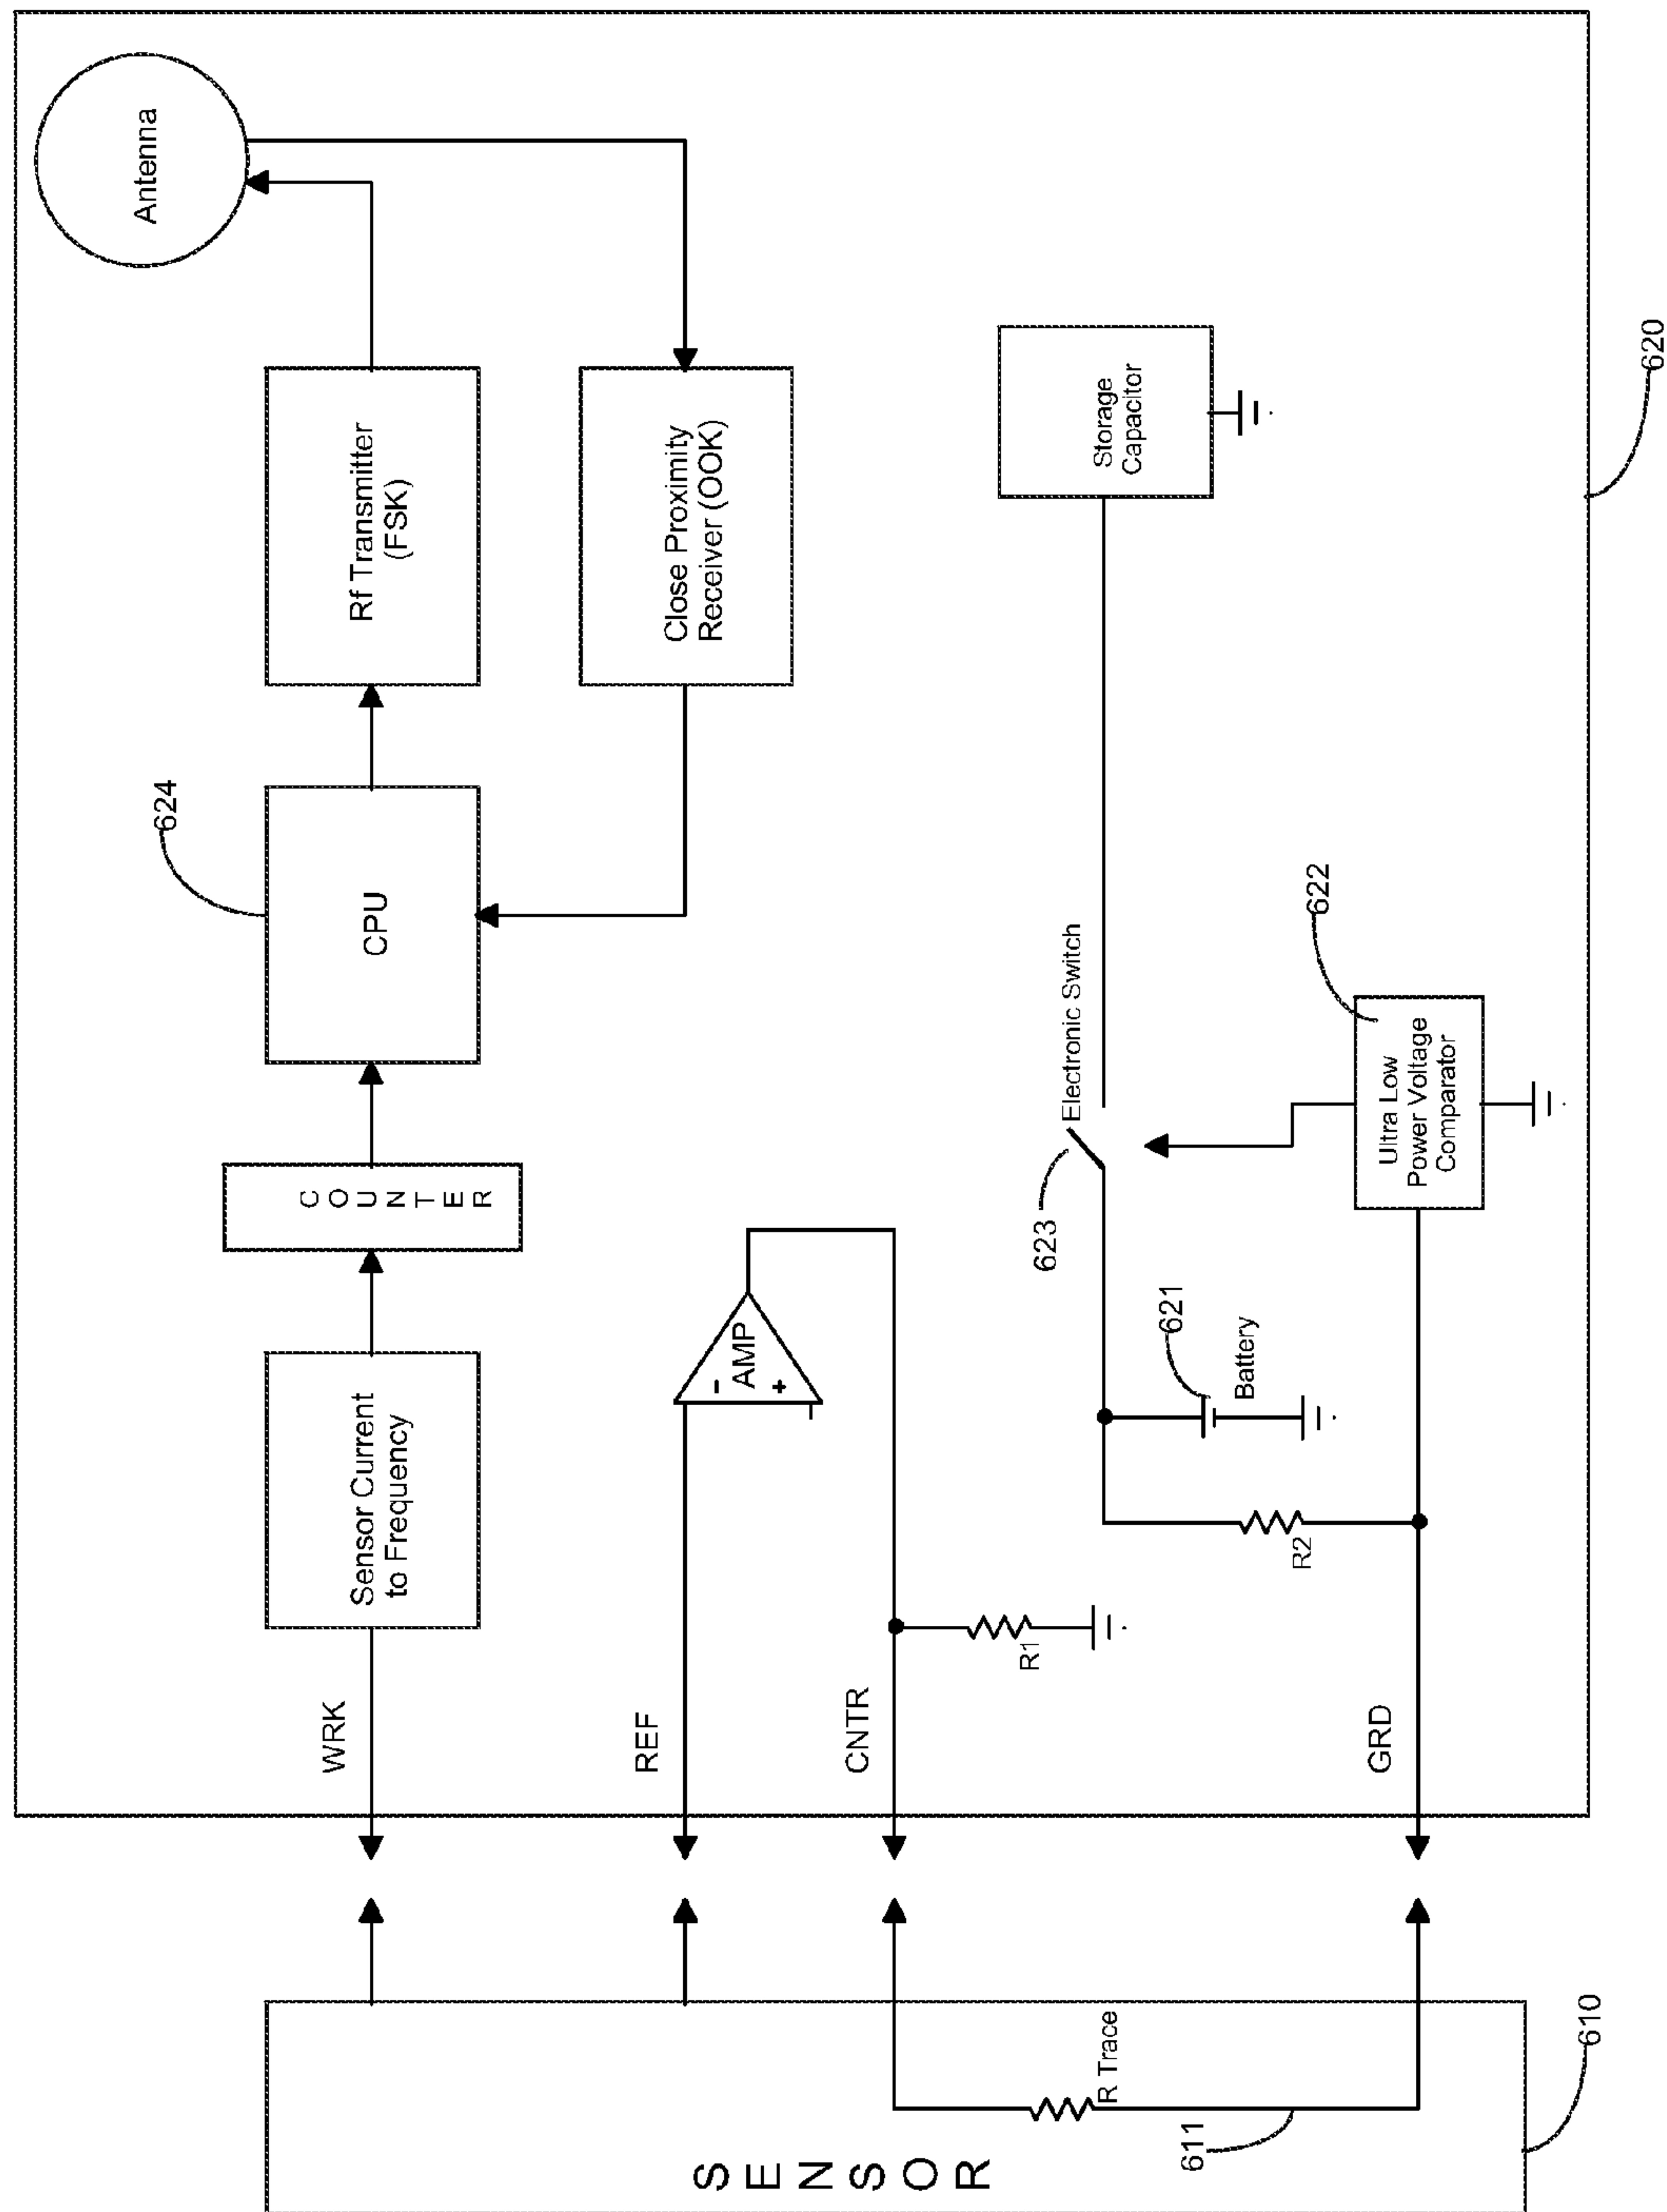 SENSOR
R Trace
611
610
WRK
REF
CNTR
GRD
Sensor Current
to Frequency
COUNTER
CPU
624
Rf Transmitter
(FSK)
Close Proximity
Receiver (OOK)
Antenna
-
AMP
+
R1
R2
621
Battery
623
Electronic Switch
Storage
Capacitor
Ultra Low
Power Voltage
Comparator
622
620